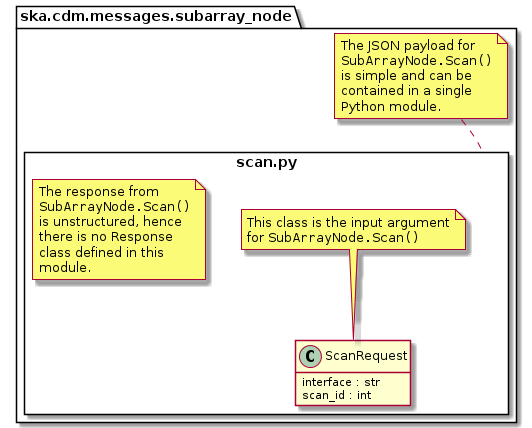 ska.cdm.messages.subarray_node
The JSON payload for
SubArrayNode.Scan()
is simple and can be
contained in a single
Python module.
scan.py
The response from
SubArrayNode.Scan()
is unstructured, hence
there is no Response
class defined in this
module.
This class is the input argument
for SubArrayNode.Scan()
C ScanRequest
interface : str
scan_id : int